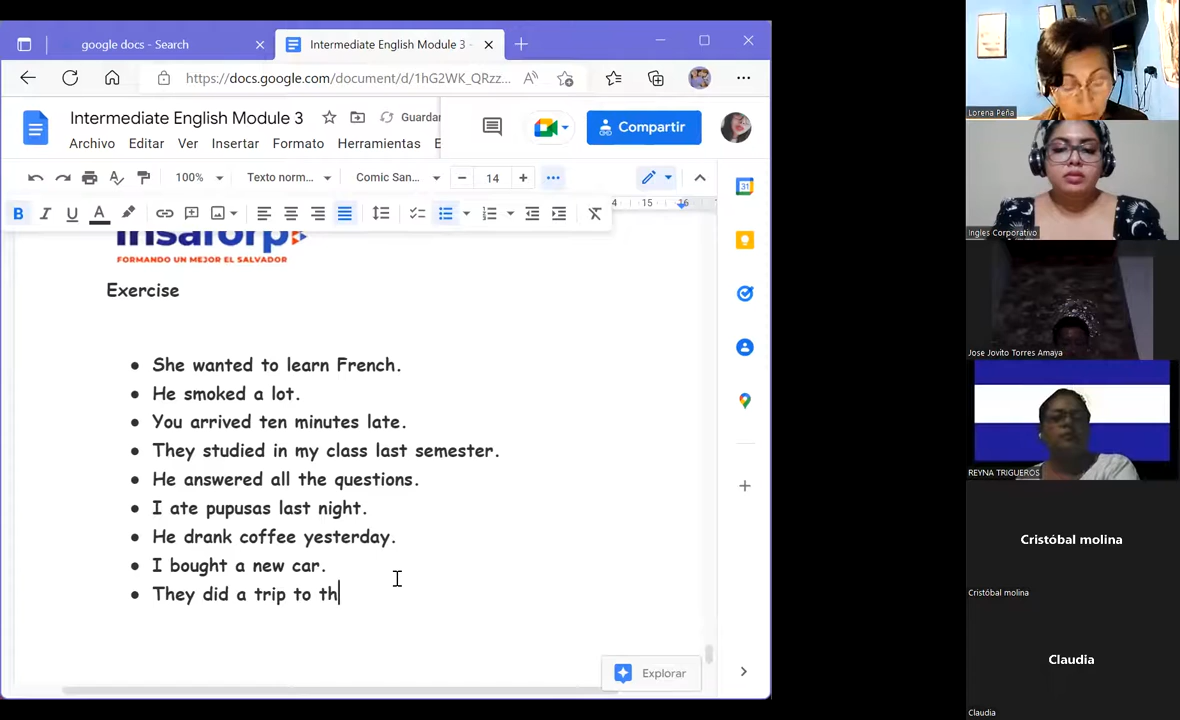 google docs - Search
Intermediate English Module 3 -
https://docs.google.com/document/d/1hG2WK_QRzz...
Intermediate English Module 3
Guardar
Compartir
Archivo Editar Ver Insertar Formato Herramientas E
100% Texto norm... Comic San... 14
14 15 16
insaforp
FORMANDO UN MEJOR EL SALVADOR
Exercise
She wanted to learn French.
He smoked a lot.
You arrived ten minutes late.
They studied in my class last semester.
He answered all the questions.
I ate pupusas last night.
He drank coffee yesterday.
I bought a new car.
They did a trip to th
Explorar
Lorena Peña
Ingles Corporativo
Jose Jovito Torres Amaya
REYNA TRIGUEROS
Cristóbal molina
Cristóbal molina
Claudia
Claudia